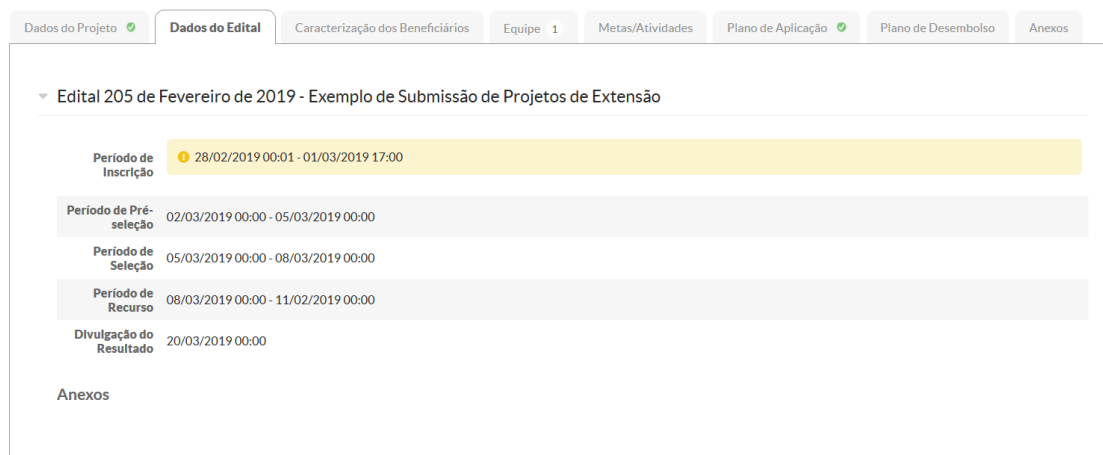 Dados do Projeto Dados do Edital Caracterização dos Beneficiários Equipe 1 Metas/Atividades Plano de Aplicação Plano de Desembolso Anexos
Edital 205 de Fevereiro de 2019 - Exemplo de Submissão de Projetos de Extensão
Período de
Inscrição
28/02/2019 00:01 - 01/03/2019 17:00
Período de Pré-
seleção
02/03/2019 00:00 - 05/03/2019 00:00
Período de
Seleção
05/03/2019 00:00 - 08/03/2019 00:00
Período de
Recurso
08/03/2019 00:00 - 11/02/2019 00:00
Divulgação do
Resultado
20/03/2019 00:00
Anexos